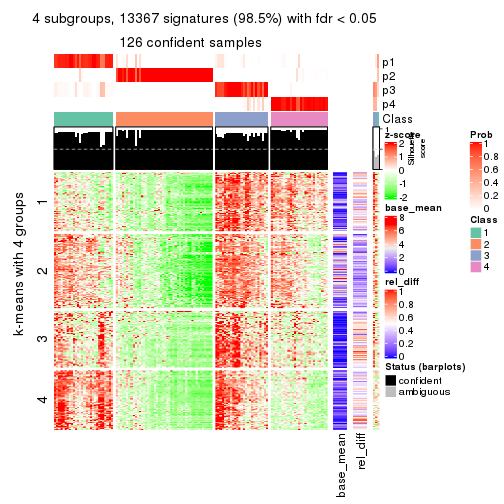 4 subgroups, 13367 signatures (98.5%) with fdr < 0.05
126 confident samples
p1
p2
p3
p4
Class
1
Silhouette
score
k-means with 4 groups
1
2
3
4
base_mean
rel_diff
z-score
2
1
0
-1
-2
base_mean
8
6
4
2
0
rel_diff
1
0.8
0.6
0.4
0.2
0
Status (barplots)
confident
ambiguous
Prob
1
0.8
0.6
0.4
0.2
0
Class
1
2
3
4